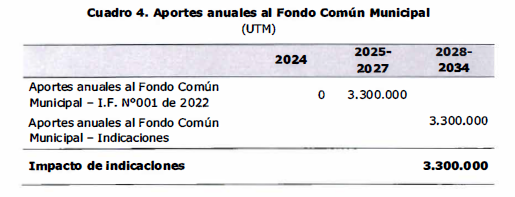 Cuadro 4. Aportes anuales al Fondo Común Municipal
(UTM)
2024 2025-2027 2028-2034
Aportes anuales al Fondo Común
Municipal – I.F. Nº001 de 2022 0 3.300.000
Aportes anuales al Fondo Común
Municipal – Indicaciones 3.300.000
Impacto de indicaciones 3.300.000